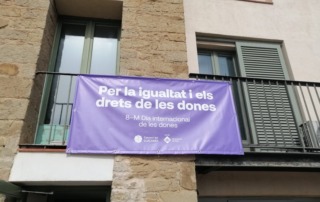 Per la igualtat i els
drets de les dones
8-M Dia internacional
de les dones